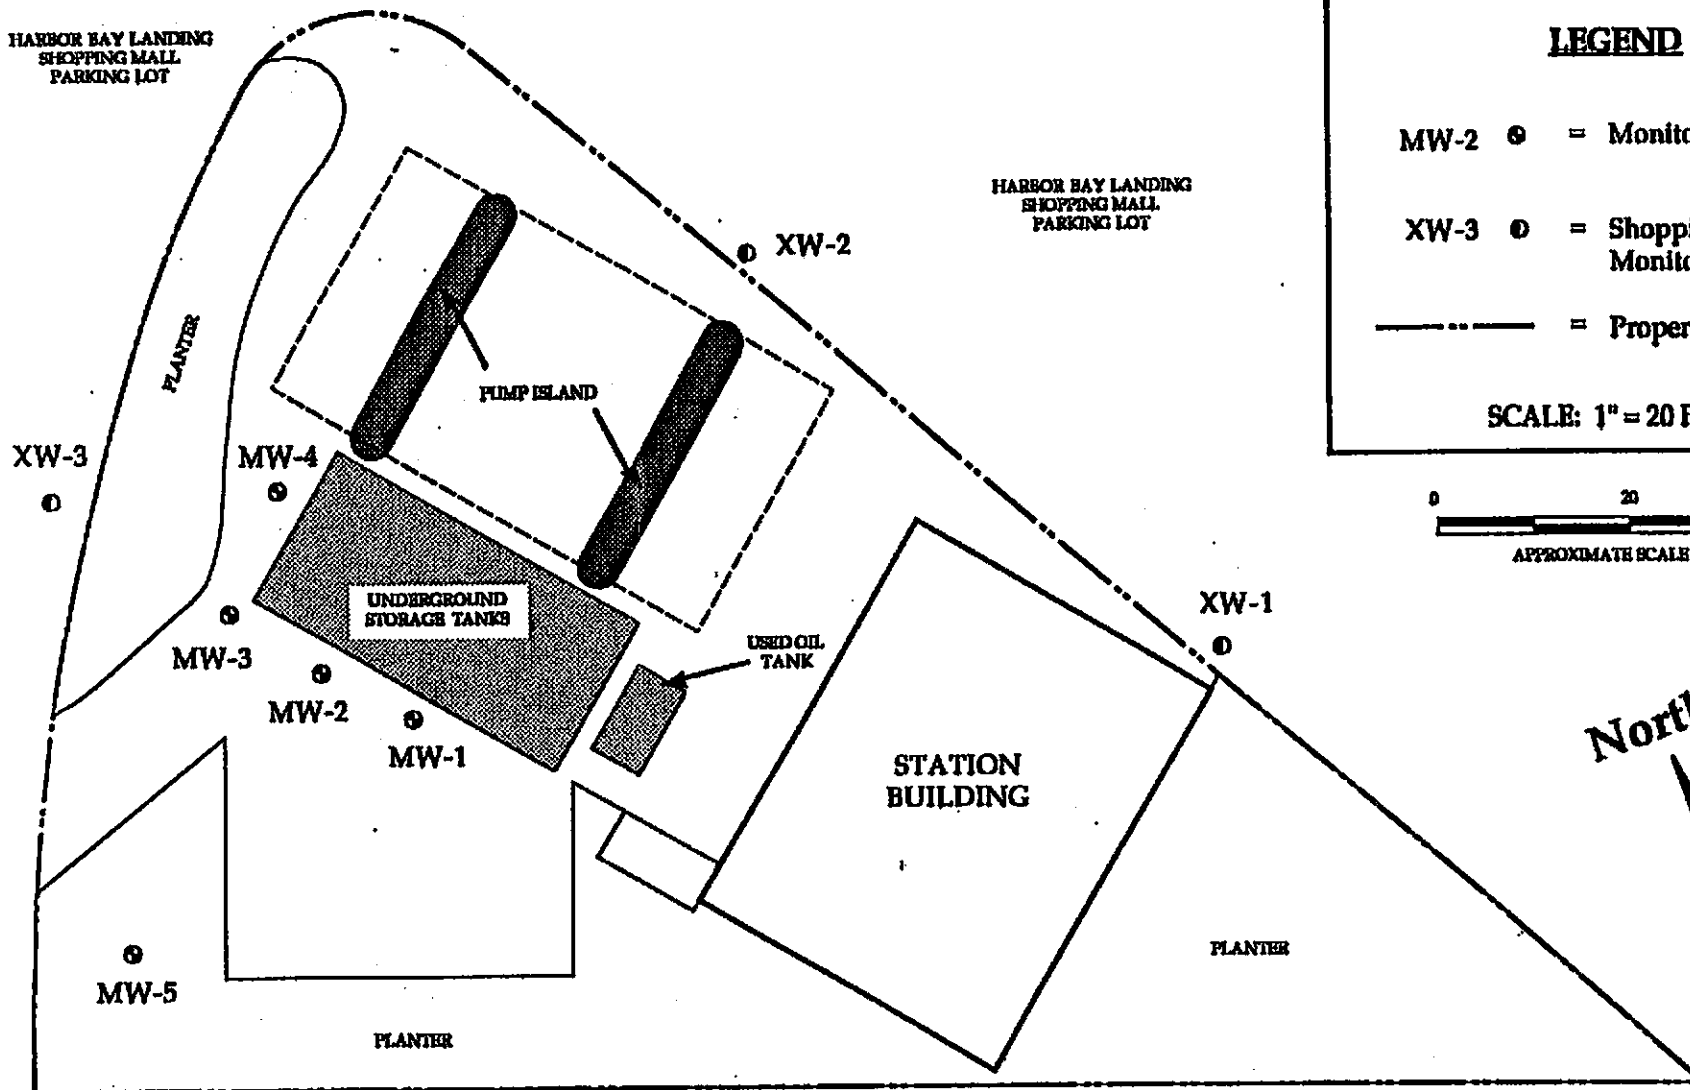 HARBOR BAY LANDING
SHOPPING MALL
PARKING LOT
LEGEND
MW-2 = Monito
XW-3 = Shoppi
Monito
= Proper
SCALE: 1" = 20 F
0 20
APPROXIMATE SCALE
HARBOR BAY LANDING
SHOPPING MALL
PARKING LOT
XW-2
PLANTER
PUMP ISLAND
XW-3
MW-4
UNDERGROUND
STORAGE TANKS
XW-1
USED OIL
TANK
MW-3
MW-2
MW-1
North
STATION
BUILDING
MW-5
PLANTER
PLANTER